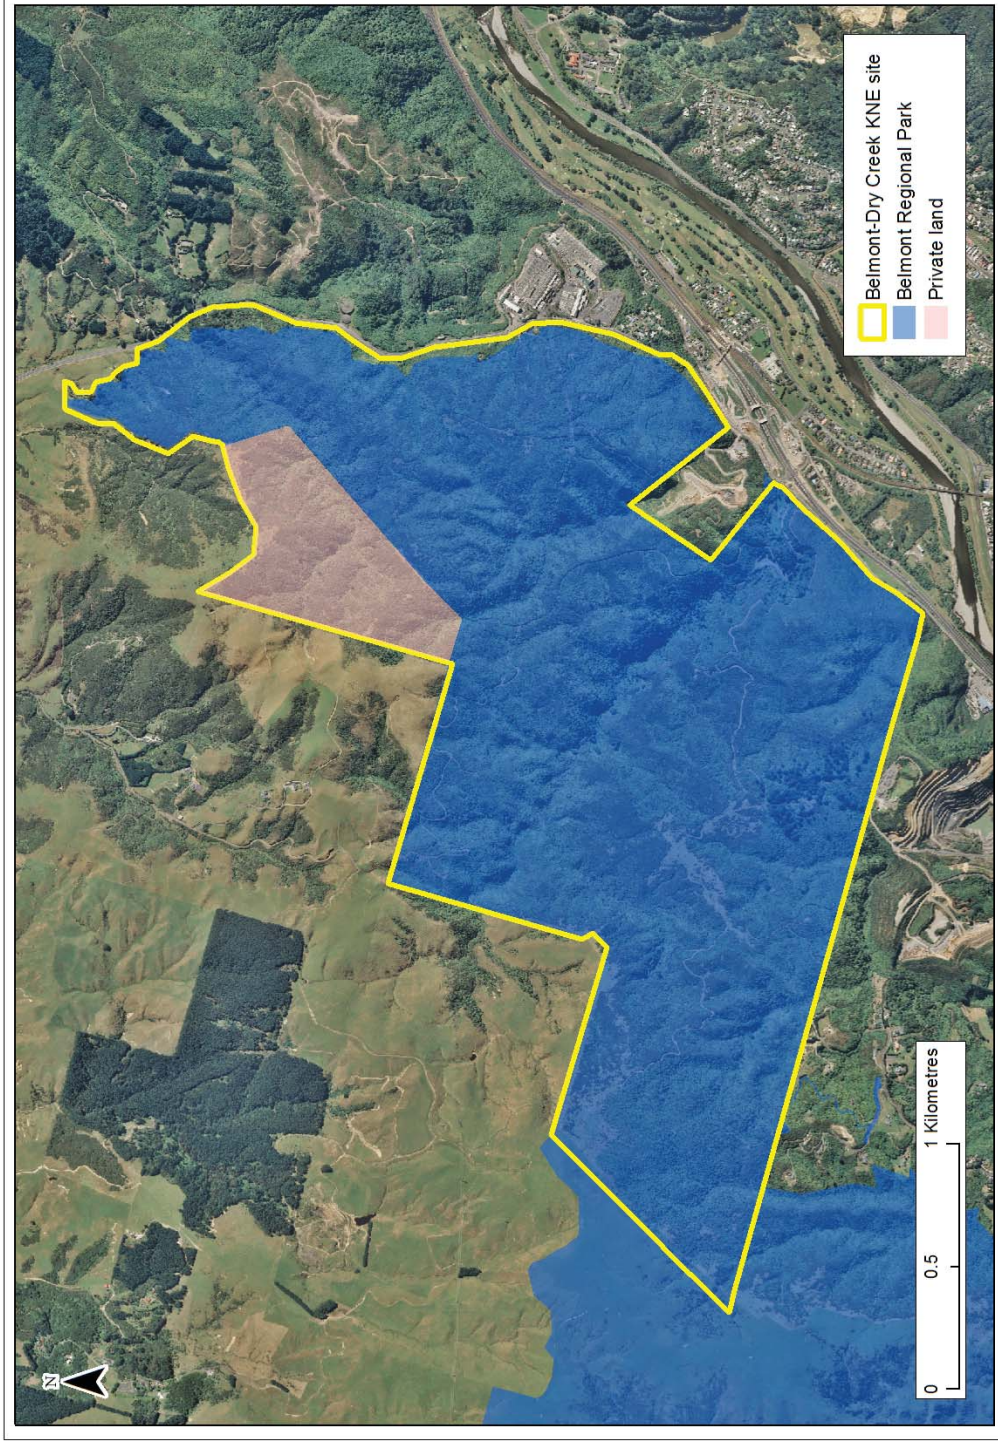 N
Belmont-Dry Creek KNE site
Belmont Regional Park
Private land
0 0.5 1 Kilometres